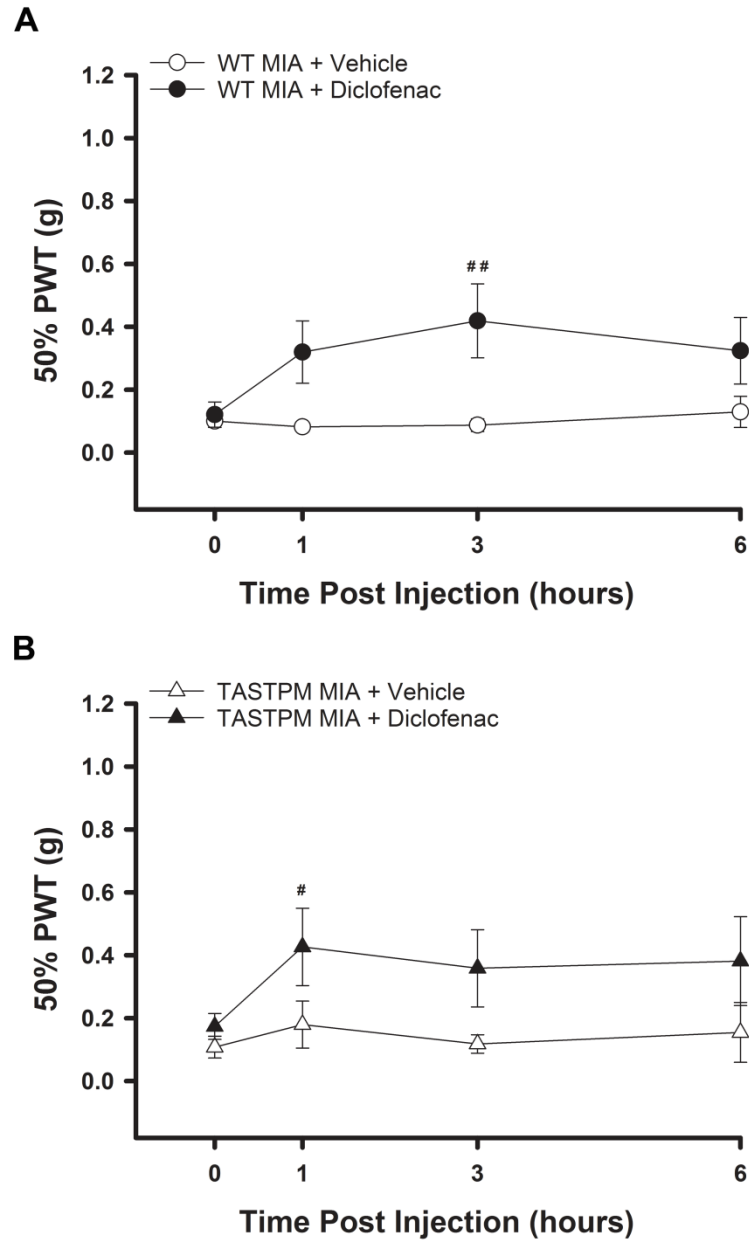 A
WT MIA + Vehicle
WT MIA + Diclofenac
1.2
1.0
0.8
0.6
0.4
0.2
0.0
50% PWT (g)
##
0 1 3 6
Time Post Injection (hours)
B
TASTPM MIA + Vehicle
TASTPM MIA + Diclofenac
1.2
1.0
0.8
0.6
0.4
0.2
0.0
50% PWT (g)
#
0 1 3 6
Time Post Injection (hours)